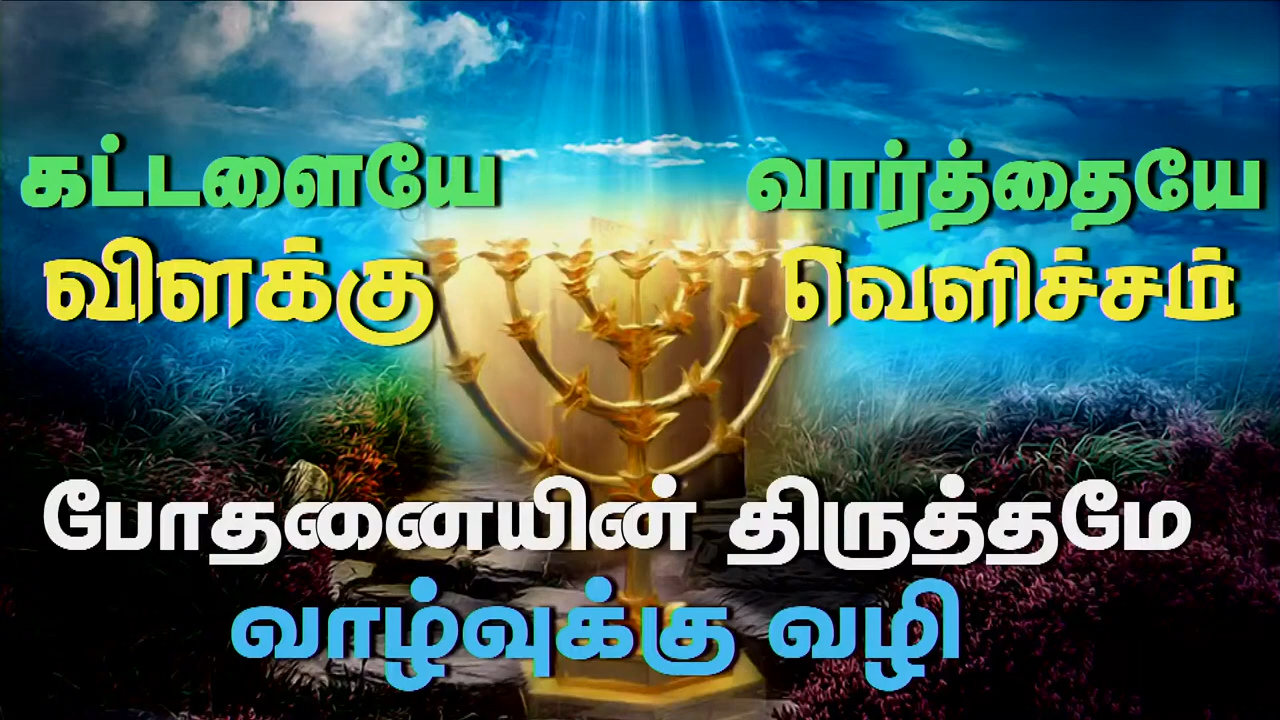 கட்டளையே
விளக்கு
வார்த்தையே
வெளிச்சம்
போதனையின் திருத்தமே
வாழ்வுக்கு வழி